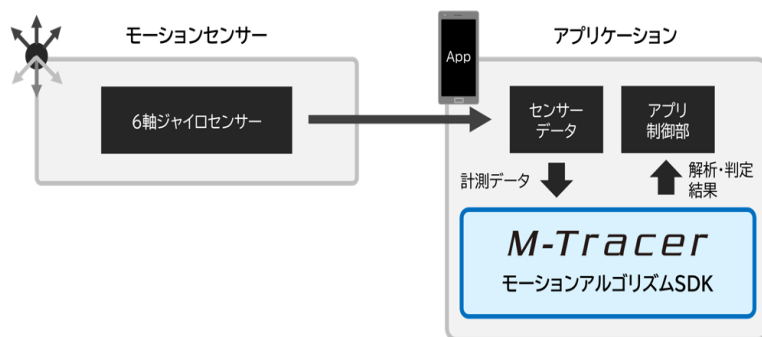 モーションセンサー
6軸ジャイロセンサー
アプリケーション
App
センサー
データ
アプリ
制御部
計測データ
解析・判定
結果
M-Tracer
モーションアルゴリズムSDK